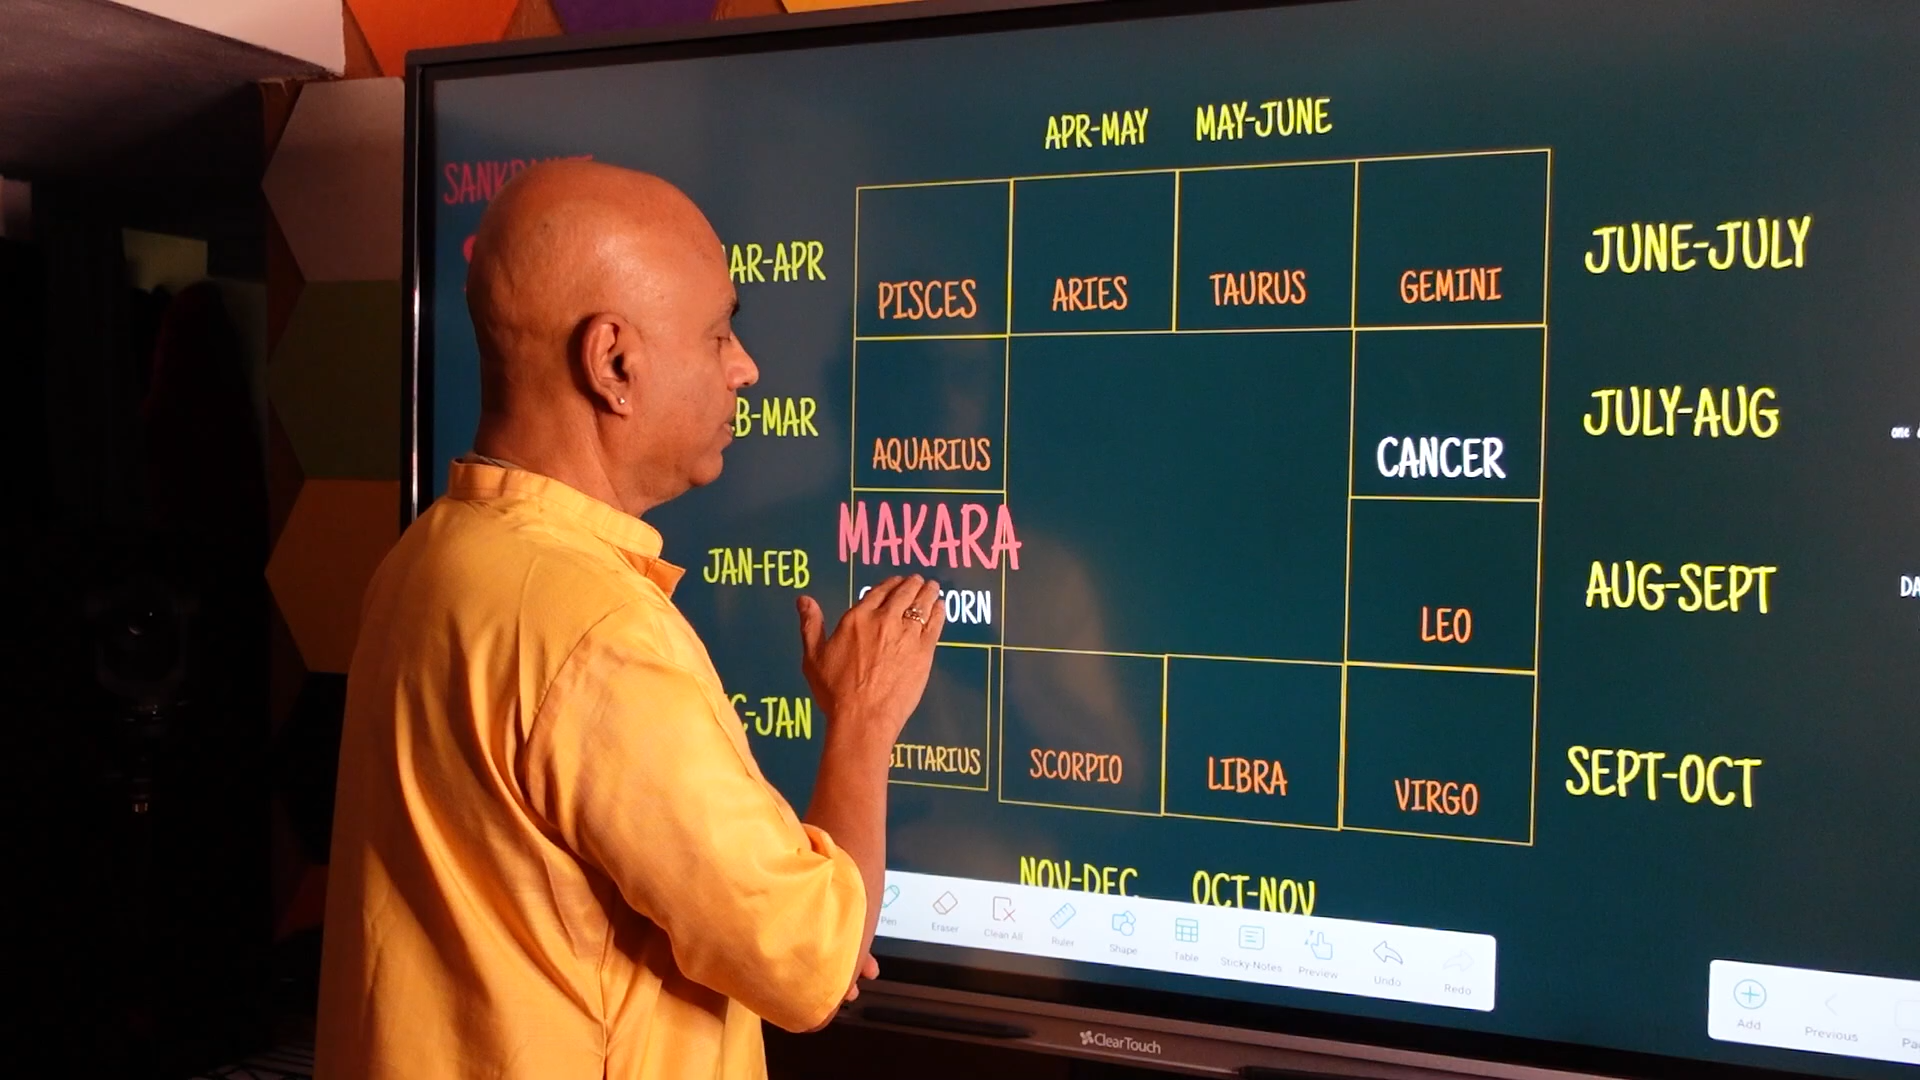 APR-MAY MAY-JUNE
PISCES ARIES TAURUS GEMINI JUNE-JULY
AQUARIUS CANCER JULY-AUG
MAKARA
JAN-FEB
LEO AUG-SEPT
SCORPIO LIBRA VIRGO SEPT-OCT
NOV-DEC OCT-NOV
Pen Eraser Clean All Ruler Shape Table Sticky-Notes Preview Undo Redo
Add Previous
ClearTouch